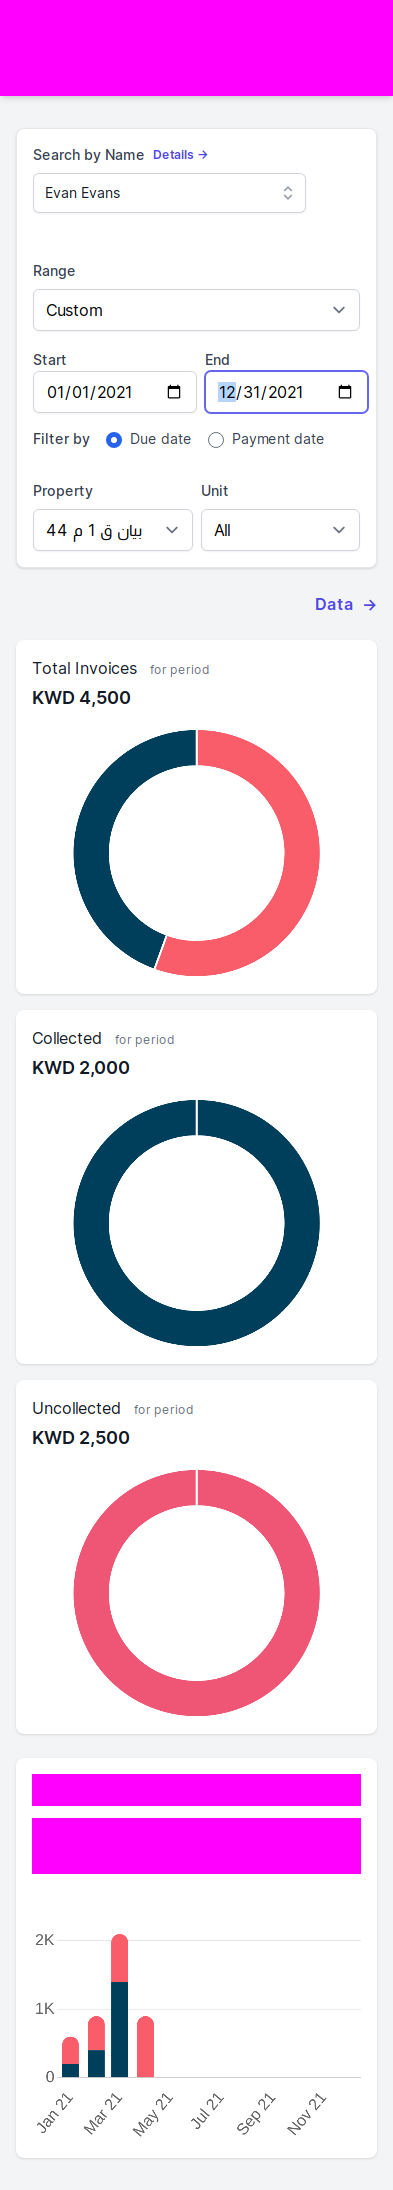 Search by Name Details →
Evan Evans
Range
Custom
Start End
01/01/2021 12/31/2021
Filter by Due date Payment date
Property Unit
بيان ق 1 م 44 All
Data →
Total Invoices for period
KWD 4,500
Collected for period
KWD 2,000
Uncollected for period
KWD 2,500
2K
1K
0
Jan 21 Mar 21 May 21 Jul 21 Sep 21 Nov 21